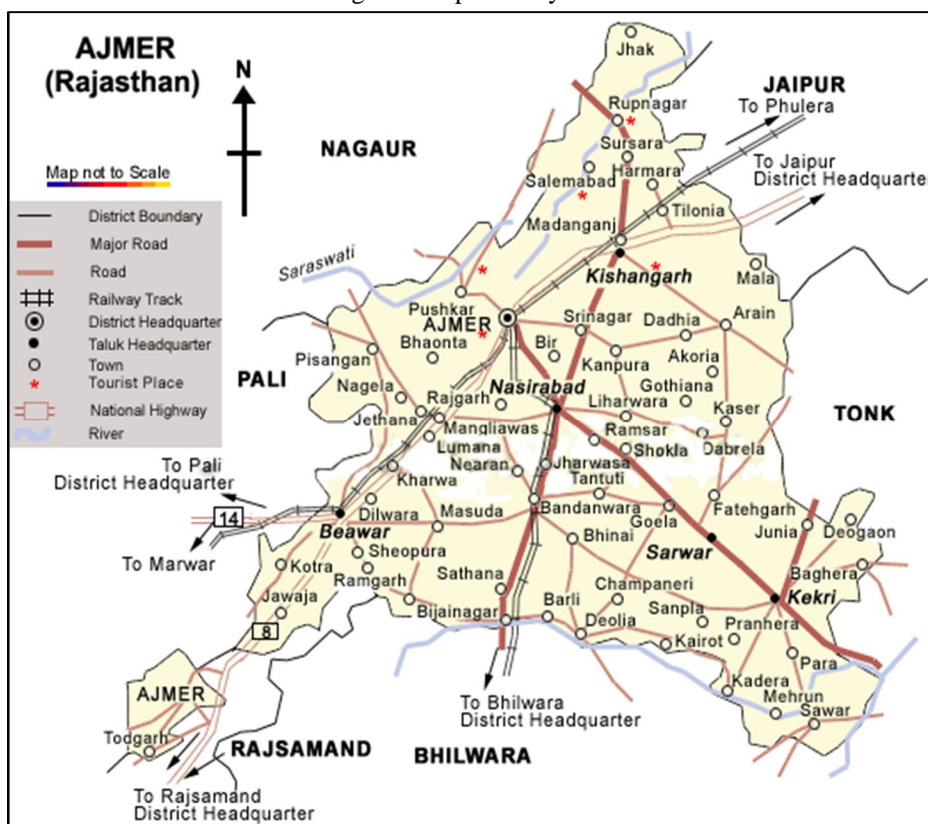 AJMER
(Rajasthan)
N
Map not to Scale
District Boundary
Major Road
Road
Railway Track
District Headquarter
Taluk Headquarter
Town
Tourist Place
National Highway
River
Jhak
JAIPUR
To Phulera
Rupnagar
NAGAUR
Sursara
To Jaipur
District Headquarter
Harmara
Salemabad
Tilonia
Madanganj
Saraswati
Kishangarh
Mala
Pushkar
AJMER
Srinagar
Dadhia
Arain
Bhaonta
Bir
Pisangan
Kanpura
Akoria
PALI
Nasirabad
Nagela
Gothiana
Rajgarh
Liharwara
Kaser
TONK
Jethana
Mangliawas
Ramsar
Lumana
Shokla
Dabrela
To Pali
District Headquarter
Nearan
Jharwasa
Kharwa
Tantuti
14
Dilwara
Masuda
Bandanwara
Fatehgarh
Beawar
Goela
Junia
Deogaon
To Marwar
Sheopura
Bhinai
Sarwar
Kotra
Ramgarh
Sathana
Champaneri
Baghera
Jawaja
Sanpla
Kekri
Bijainagar
Barli
Deolia
Pranhera
8
Kairot
Para
AJMER
Kadera
To Bhilwara
District Headquarter
Mehrun
Sawar
Todgarh
RAJSAMAND
BHILWARA
To Rajsamand
District Headquarter